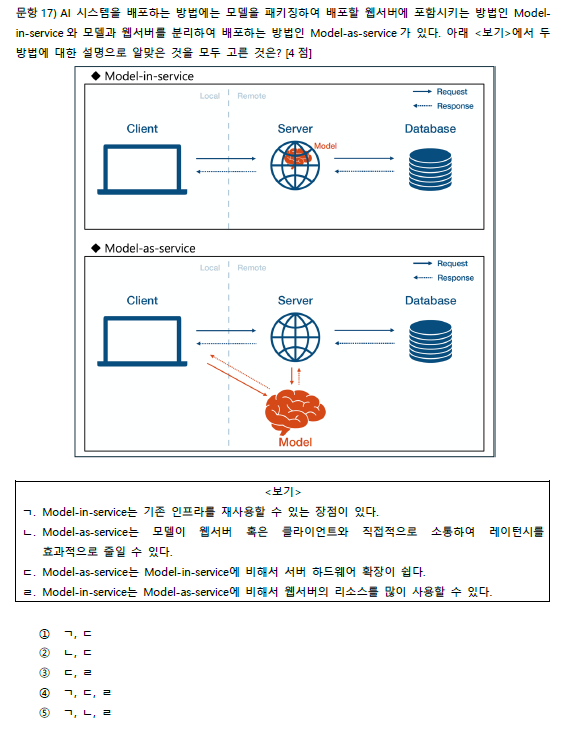 문항 17) AI 시스템을 배포하는 방법에는 모델을 패키징하여 배포할 웹서버에 포함시키는 방법인 Model-
in-service 와 모델과 웹서버를 분리하여 배포하는 방법인 Model-as-service 가 있다. 아래 <보기>에서 두
방법에 대한 설명으로 알맞은 것을 모두 고른 것은? [4 점]
◆ Model-in-service
Local | Remote
Request
Response
Client
Server
Database
Model
◆ Model-as-service
Local | Remote
Request
Response
Client
Server
Database
Model
<보기>
ㄱ. Model-in-service는 기존 인프라를 재사용할 수 있는 장점이 있다.
ㄴ. Model-as-service는 모델이 웹서버 혹은 클라이언트와 직접적으로 소통하여 레이턴시를
효과적으로 줄일 수 있다.
ㄷ. Model-as-service는 Model-in-service에 비해서 서버 하드웨어 확장이 쉽다.
ㄹ. Model-in-service는 Model-as-service에 비해서 웹서버의 리소스를 많이 사용할 수 있다.
① ㄱ, ㄷ
② ㄴ, ㄷ
③ ㄷ, ㄹ
④ ㄱ, ㄷ, ㄹ
⑤ ㄱ, ㄴ, ㄹ